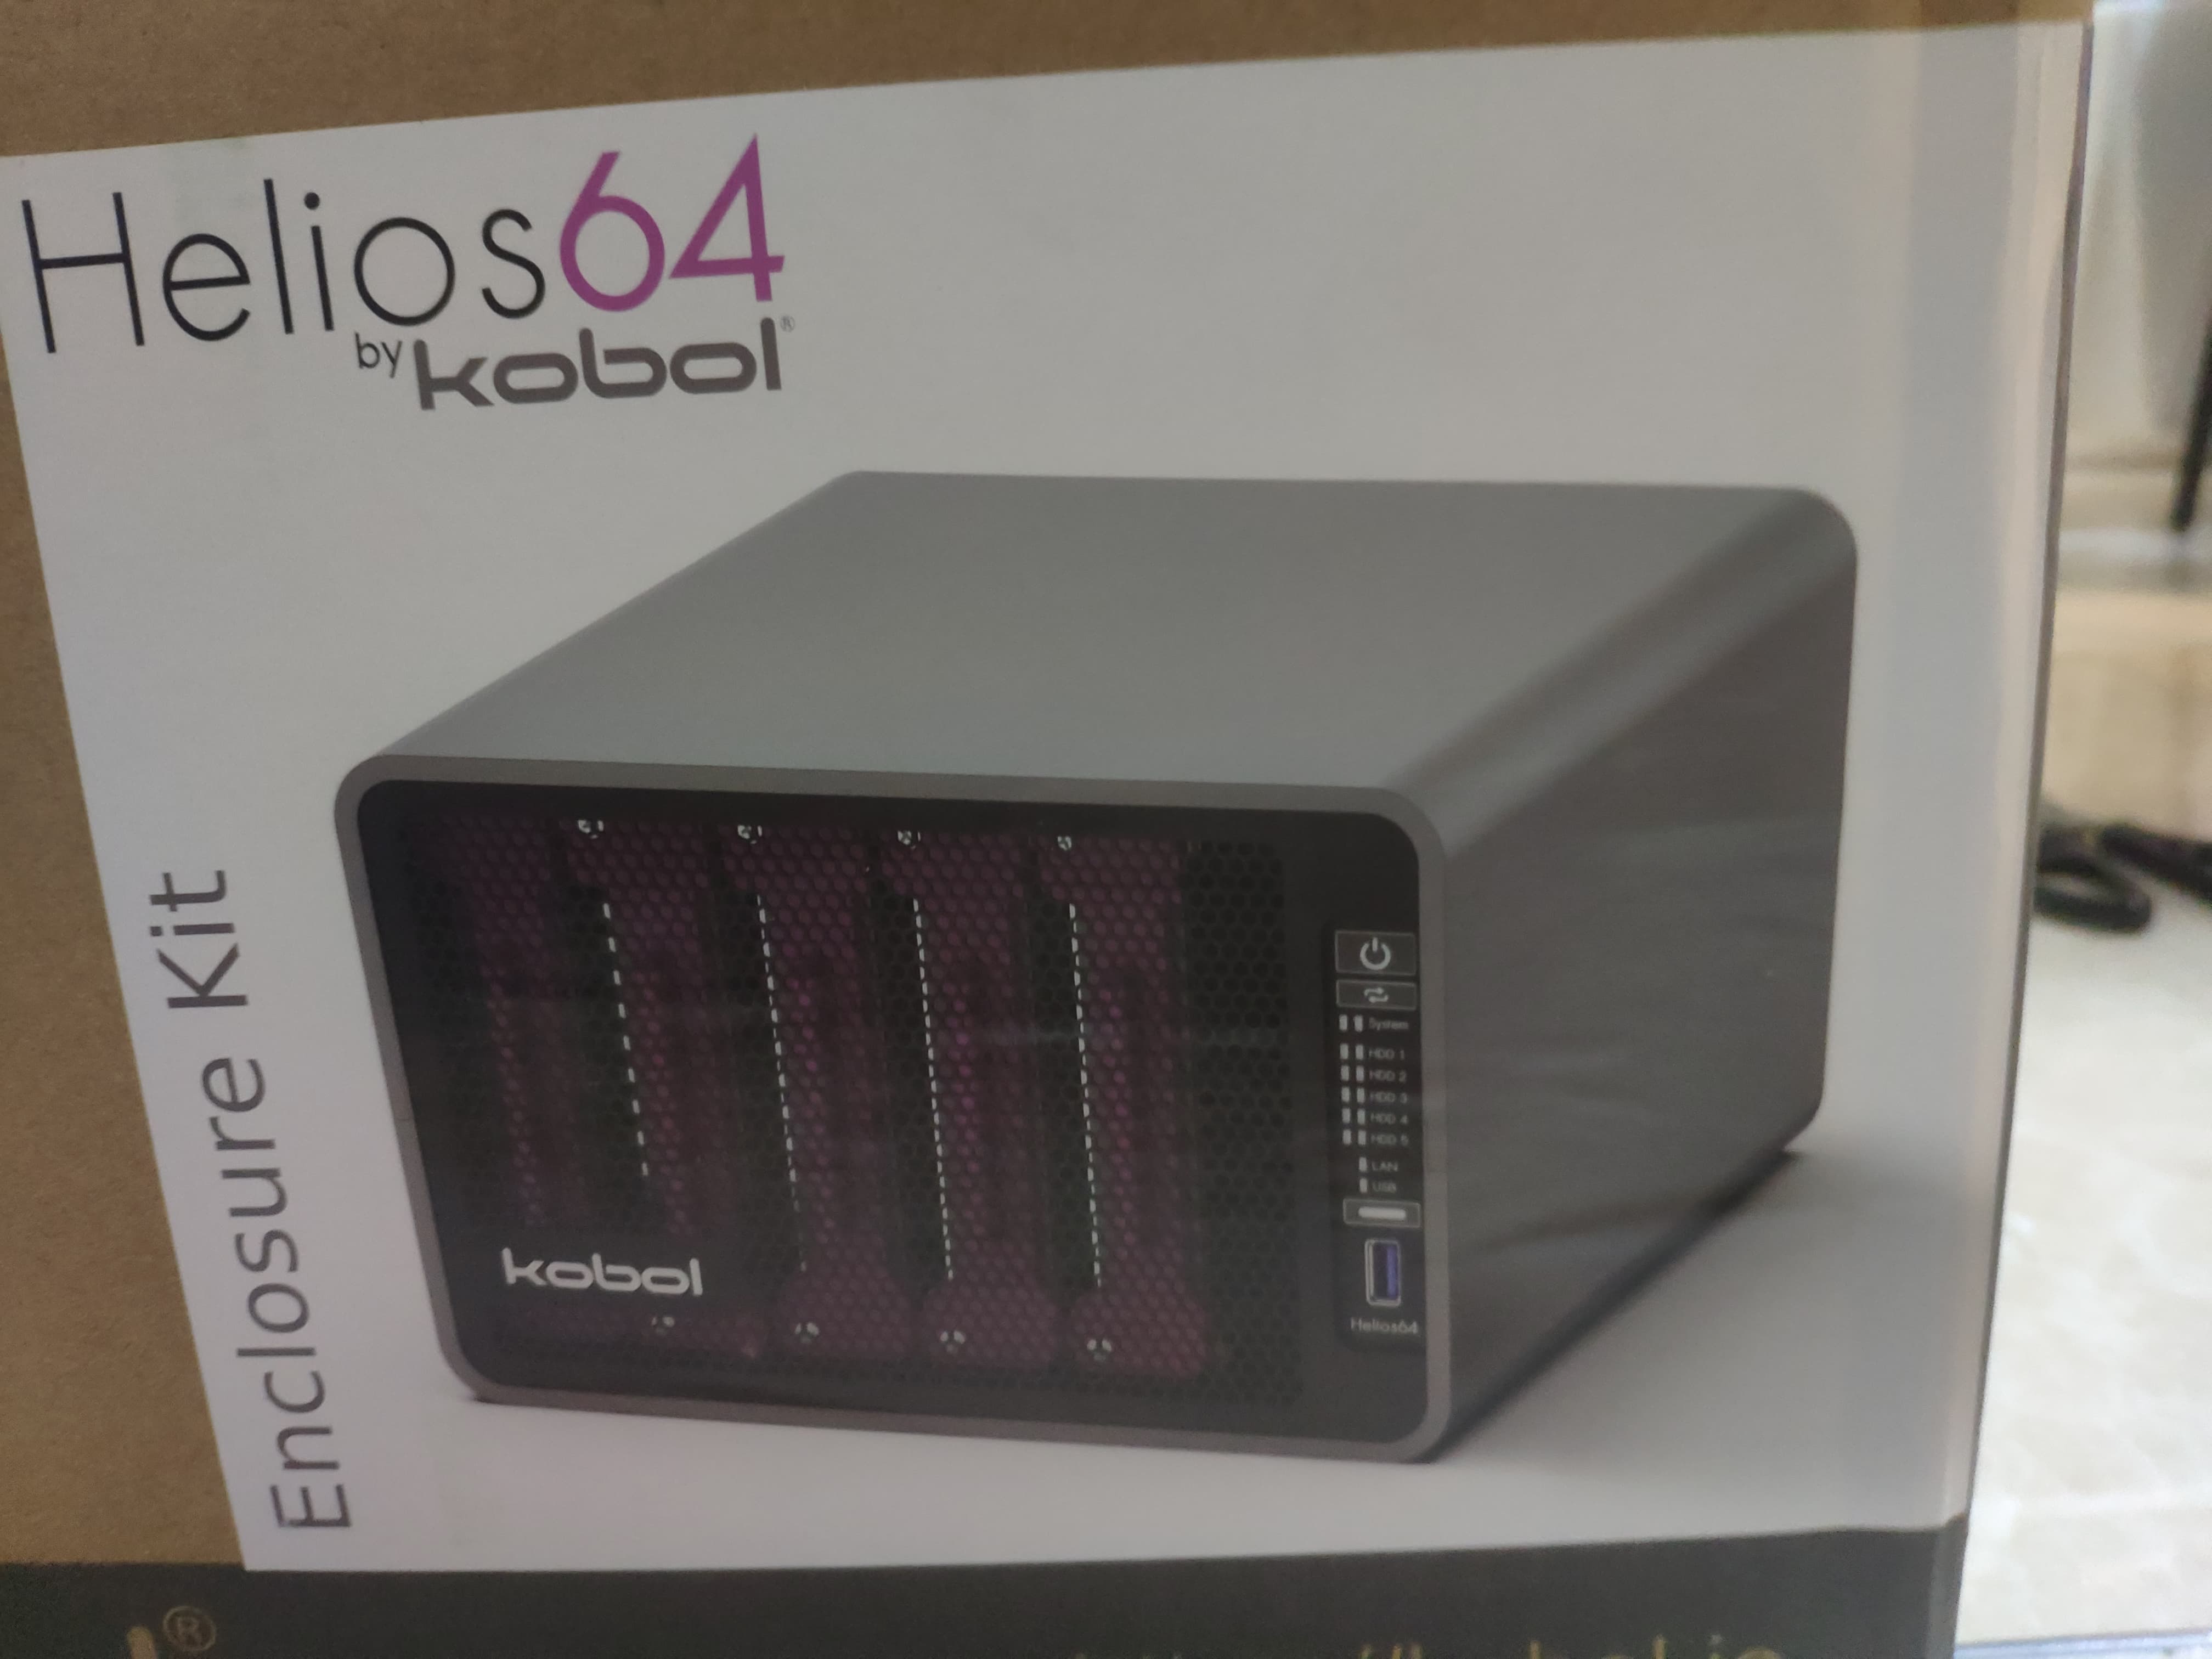 Helios64
by kobol®
Enclosure Kit
System
HDD 1
HDD 2
HDD 3
HDD 4
HDD 5
LAN
USB
kobol
Helios64
®